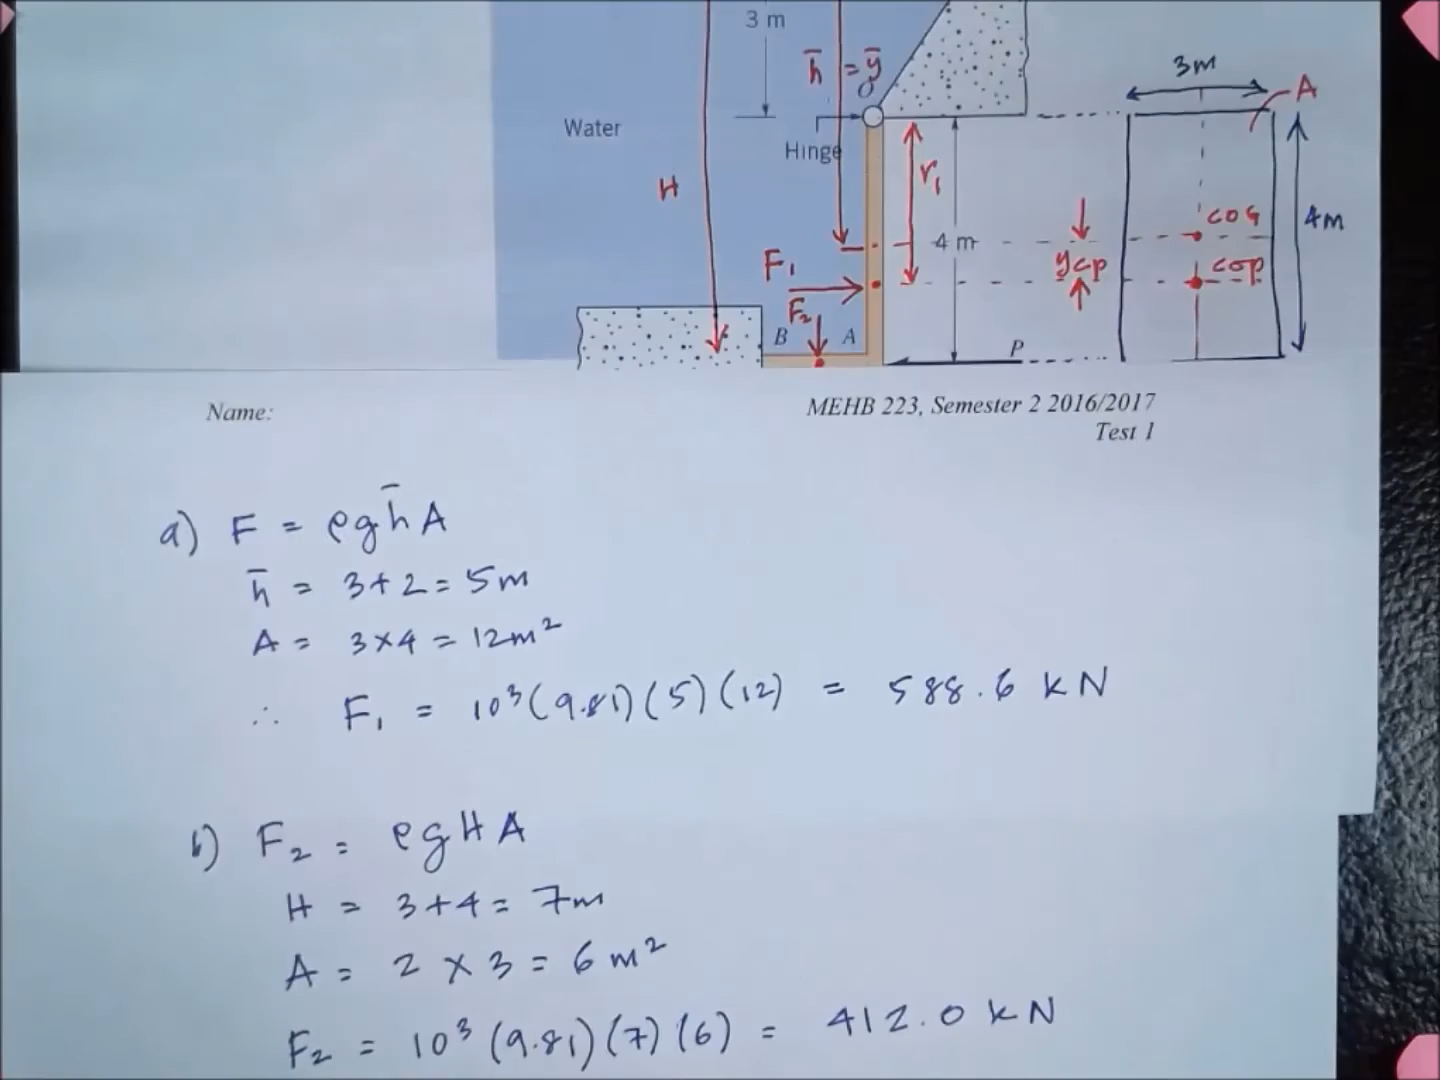 3 m
h̄ = ȳ
O
3m
A
Water
Hinge
H
r₁
COG
4m
4 m
F₁
ycp
COP
F₂
B
A
P
Name:
MEHB 223, Semester 2 2016/2017
Test 1
a) F = ρgh̄A
h̄ = 3+2 = 5m
A = 3×4 = 12m²
∴ F₁ = 10³(9.81)(5)(12) = 588.6 kN
b) F₂ = ρgHA
H = 3+4 = 7m
A = 2 × 3 = 6 m²
F₂ = 10³ (9.81)(7)(6) = 412.0 kN